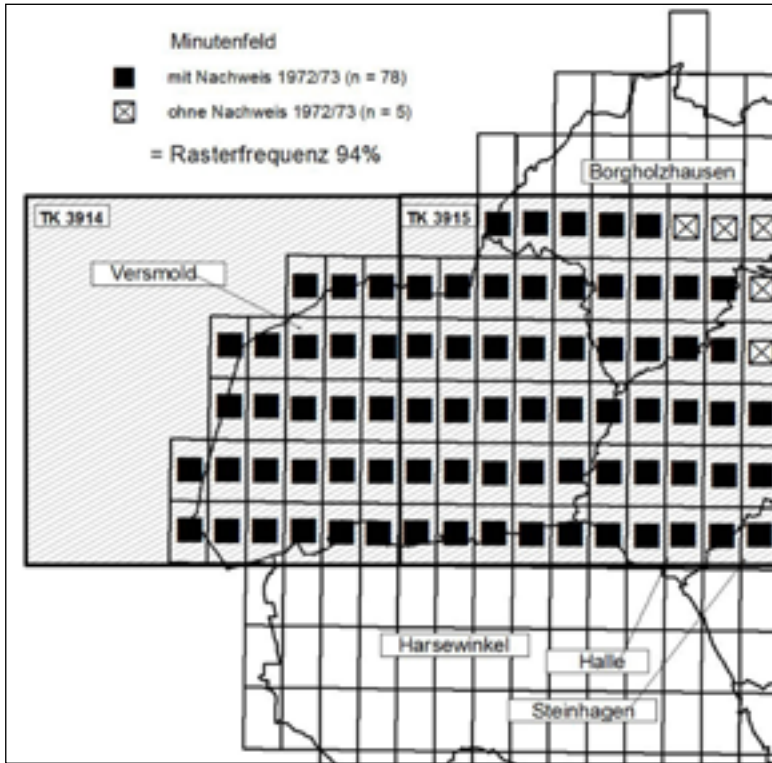 Minutenfeld
mit Nachweis 1972/73 (n = 78)
ohne Nachweis 1972/73 (n = 5)
= Rasterfrequenz 94%
Borgholzhausen
TK 3914
TK 3915
Versmold
Harsewinkel
Halle
Steinhagen